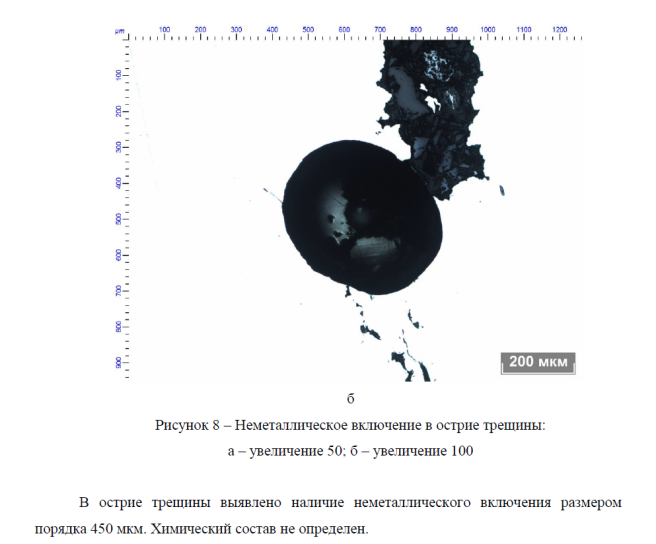 μm 100 200 300 400 500 600 700 800 900 1000 1100 1200
100
200
300
400
500
600
700
800
900
200 мкм
б
Рисунок 8 – Неметаллическое включение в острие трещины:
а – увеличение 50; б – увеличение 100
В острие трещины выявлено наличие неметаллического включения размером
порядка 450 мкм. Химический состав не определен.